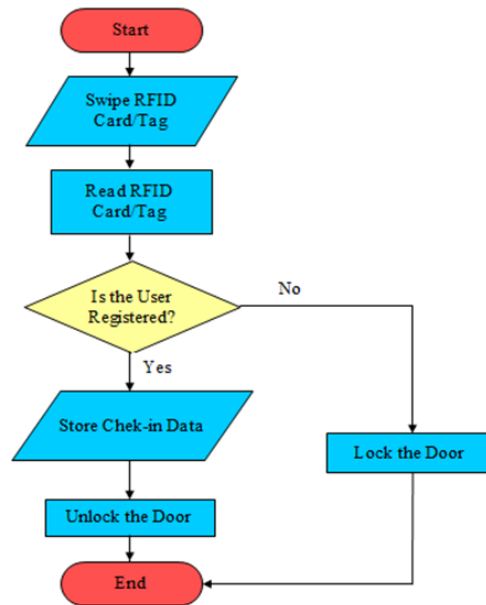 Start
Swipe RFID
Card/Tag
Read RFID
Card/Tag
Is the User
Registered?
No
Yes
Store Chek-in Data
Lock the Door
Unlock the Door
End